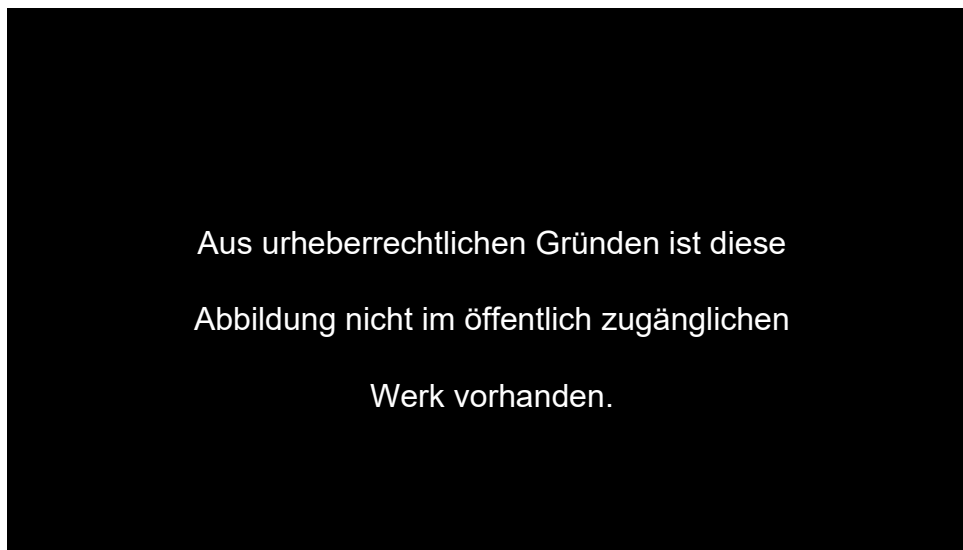 Aus urheberrechtlichen Gründen ist diese
Abbildung nicht im öffentlich zugänglichen
Werk vorhanden.